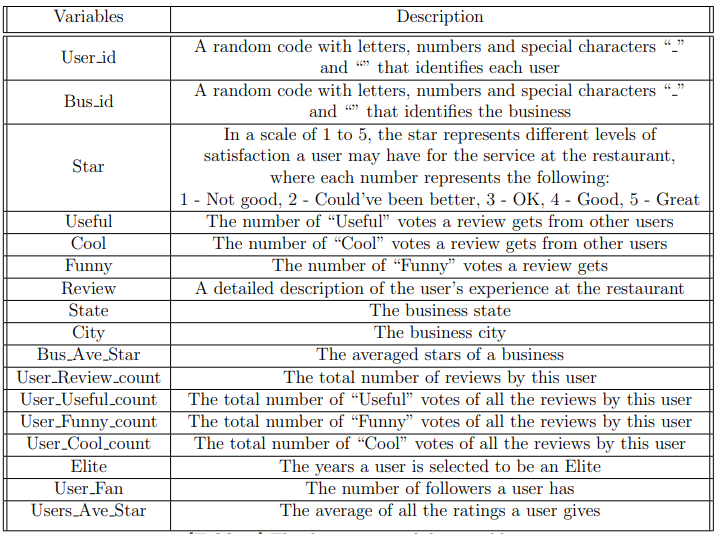 Variables Description
User_id A random code with letters, numbers and special characters “_”
and “” that identifies each user
Bus_id A random code with letters, numbers and special characters “_”
and “” that identifies the business
Star In a scale of 1 to 5, the star represents different levels of
satisfaction a user may have for the service at the restaurant,
where each number represents the following:
1 - Not good, 2 - Could’ve been better, 3 - OK, 4 - Good, 5 - Great
Useful The number of “Useful” votes a review gets from other users
Cool The number of “Cool” votes a review gets from other users
Funny The number of “Funny” votes a review gets
Review A detailed description of the user’s experience at the restaurant
State The business state
City The business city
Bus_Ave_Star The averaged stars of a business
User_Review_count The total number of reviews by this user
User_Useful_count The total number of “Useful” votes of all the reviews by this user
User_Funny_count The total number of “Funny” votes of all the reviews by this user
User_Cool_count The total number of “Cool” votes of all the reviews by this user
Elite The years a user is selected to be an Elite
User_Fan The number of followers a user has
Users_Ave_Star The average of all the ratings a user gives